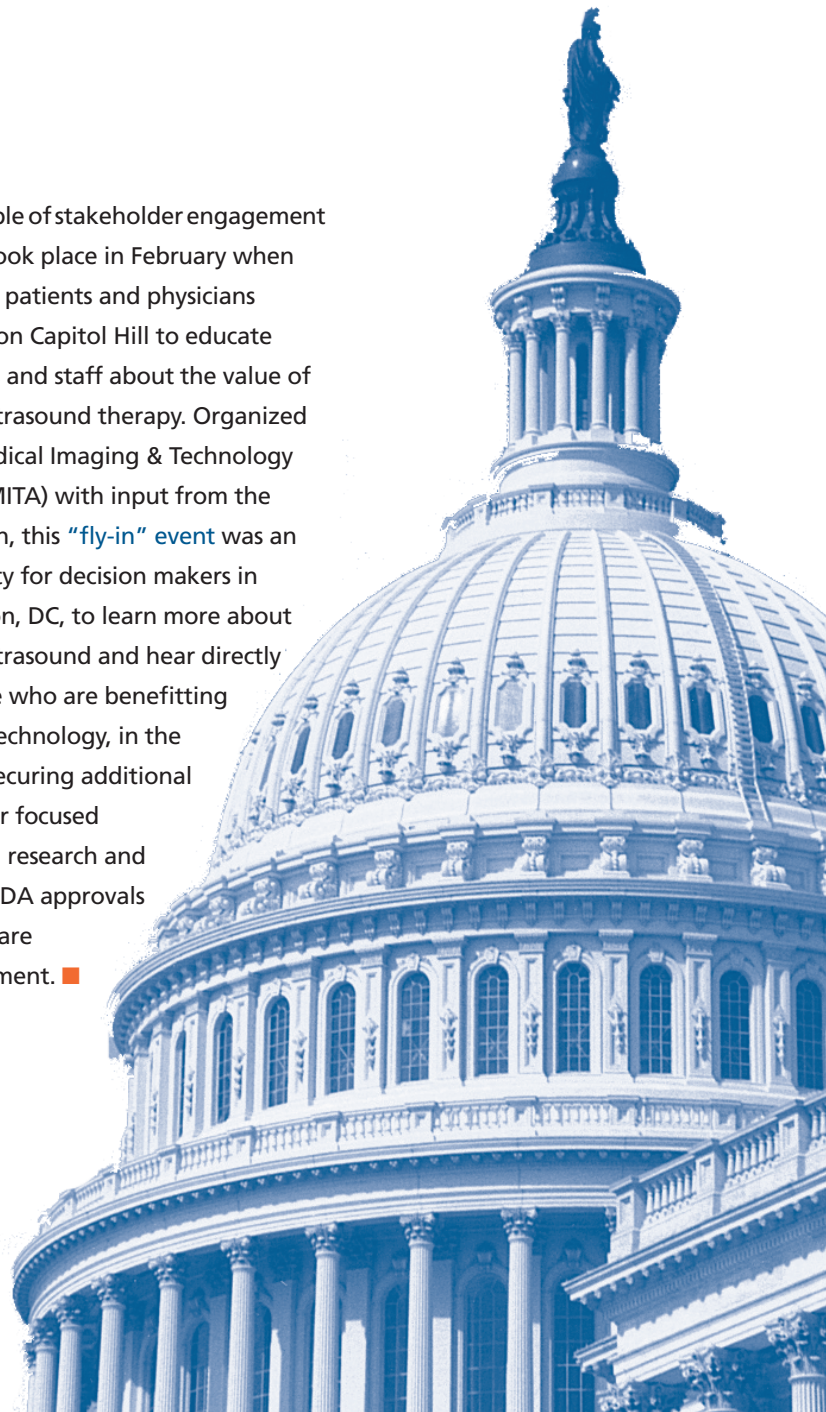 ple of stakeholder engagement
ook place in February when
patients and physicians
on Capitol Hill to educate
and staff about the value of
trasound therapy. Organized
dical Imaging & Technology
MITA) with input from the
n, this “fly-in” event was an
ty for decision makers in
on, DC, to learn more about
trasound and hear directly
e who are benefitting
echnology, in the
ecuring additional
r focused
research and
DA approvals
are
ment.